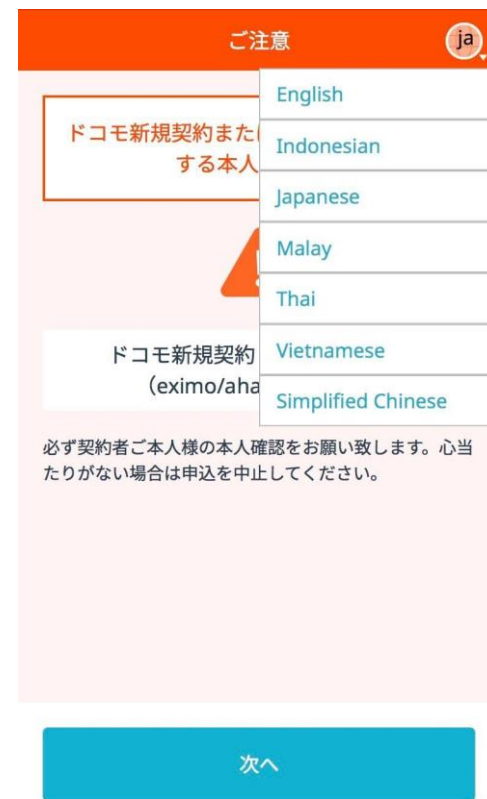 ご注意
ja
English
Indonesian
Japanese
Malay
Thai
Vietnamese
Simplified Chinese
ドコモ新規契約また
する本人
ドコモ新規契約
（eximo/aha
必ず契約者ご本人様の本人確認をお願い致します。心当
たりがない場合は申込を中止してください。
次へ